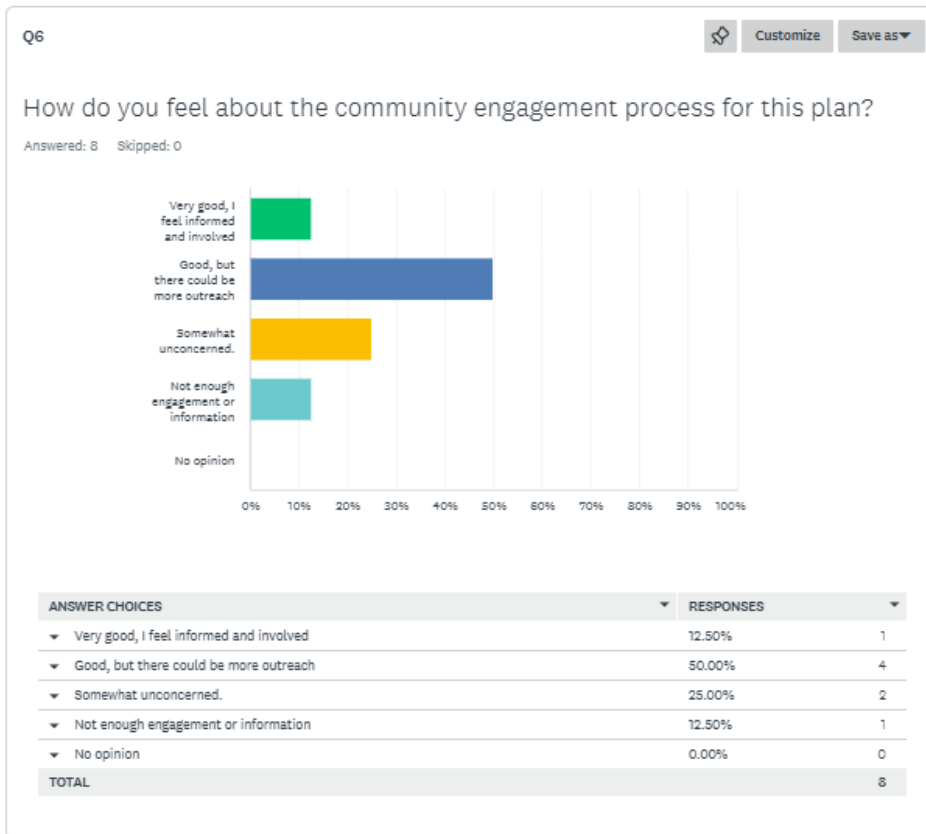 Q6
Customize
Save as
How do you feel about the community engagement process for this plan?
Answered: 8 Skipped: 0
Very good, I
feel informed
and involved
Good, but
there could be
more outreach
Somewhat
unconcerned.
Not enough
engagement or
information
No opinion
0% 10% 20% 30% 40% 50% 60% 70% 80% 90% 100%
ANSWER CHOICES RESPONSES
Very good, I feel informed and involved 12.50% 1
Good, but there could be more outreach 50.00% 4
Somewhat unconcerned. 25.00% 2
Not enough engagement or information 12.50% 1
No opinion 0.00% 0
TOTAL 8